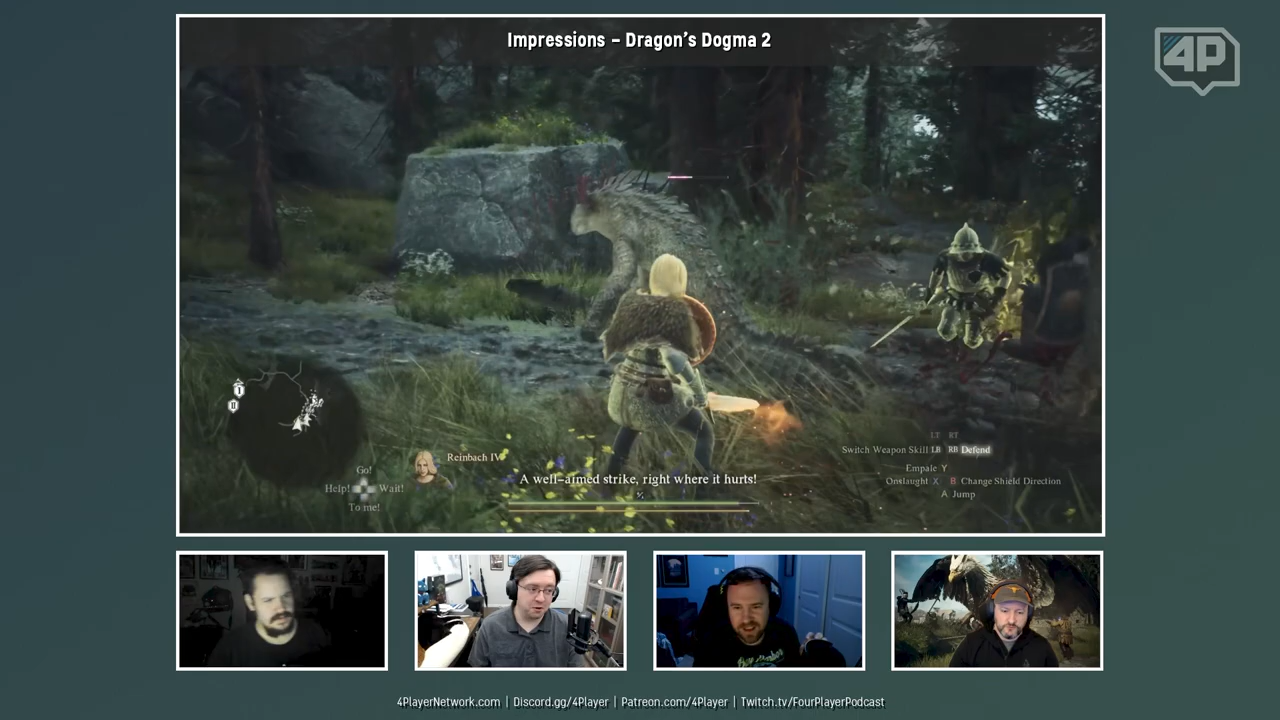 Impressions – Dragon's Dogma 2
4P
I
II
Reinbach IV
Go!
Help! Wait!
To me!
A well-aimed strike, right where it hurts!
LT RT
Switch Weapon Skill LB RB Defend
Empale Y
Onslaught X B Change Shield Direction
A Jump
4PlayerNetwork.com | Discord.gg/4Player | Patreon.com/4Player | Twitch.tv/FourPlayerPodcast